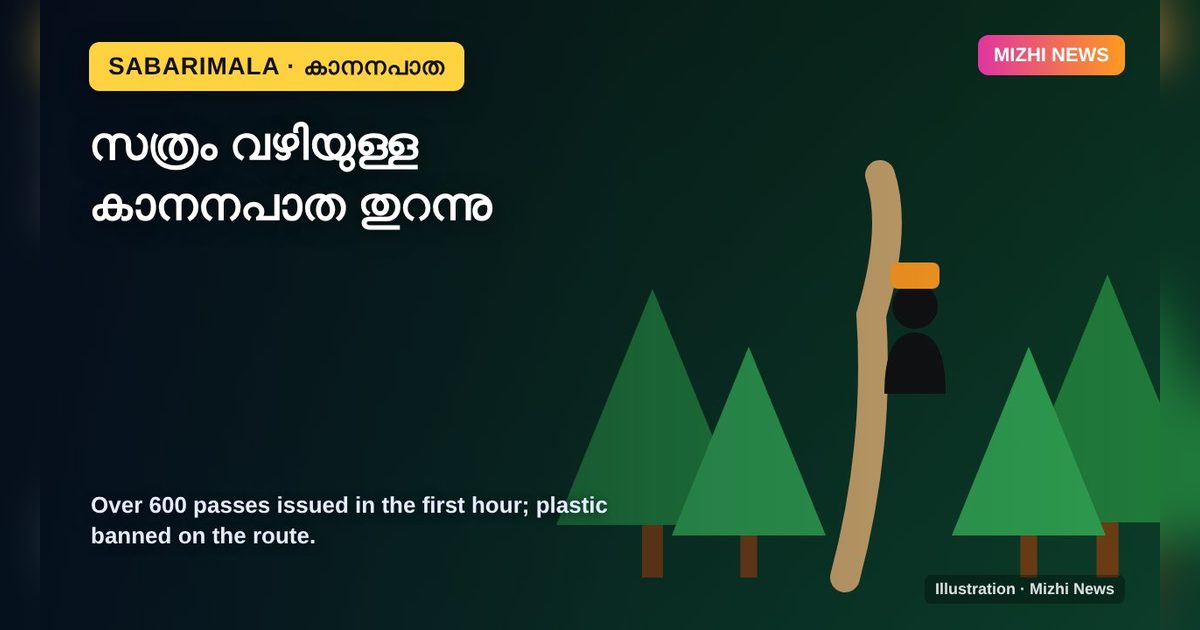 SABARIMALA · കാനനപാത
MIZHI NEWS
സത്രം വഴിയുള്ള
കാനനപാത തുറന്നു
Over 600 passes issued in the first hour; plastic
banned on the route.
Illustration · Mizhi News